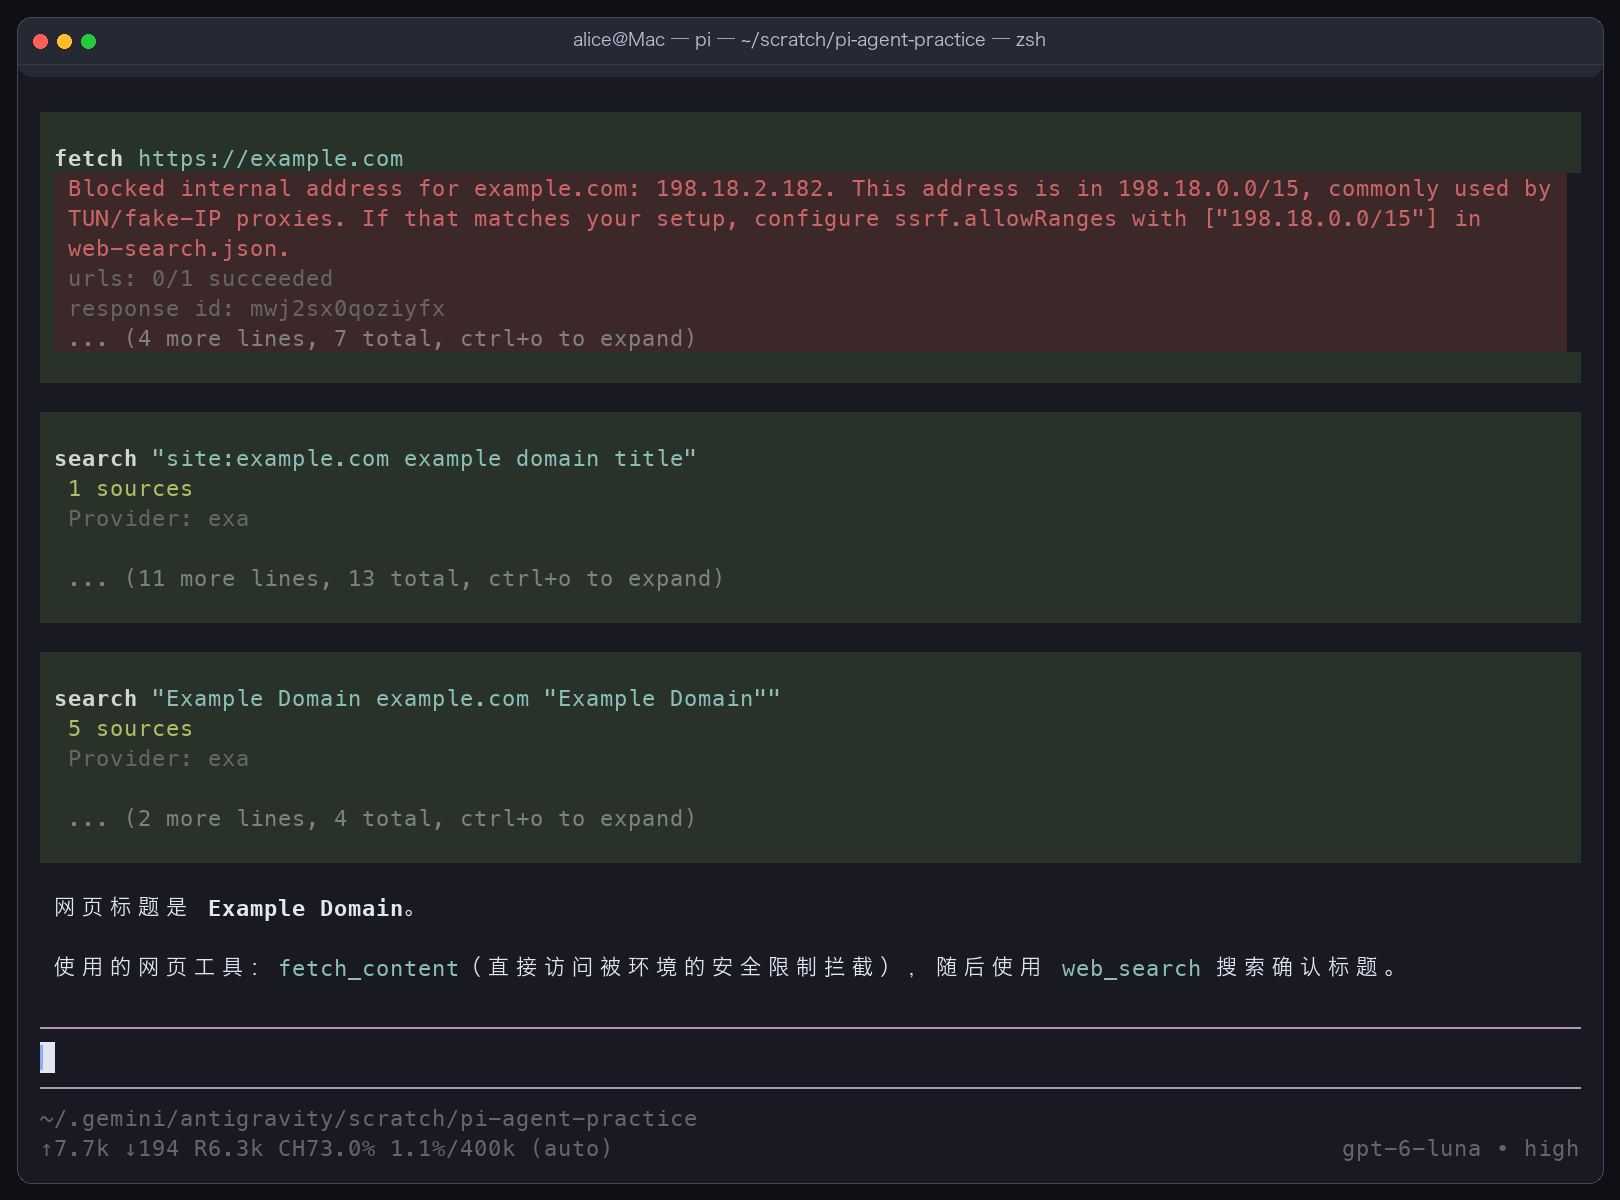 alice@Mac — pi — ~/scratch/pi-agent-practice — zsh
fetch https://example.com
Blocked internal address for example.com: 198.18.2.182. This address is in 198.18.0.0/15, commonly used by
TUN/fake-IP proxies. If that matches your setup, configure ssrf.allowRanges with ["198.18.0.0/15"] in
web-search.json.
urls: 0/1 succeeded
response id: mwj2sx0qoziyfx
... (4 more lines, 7 total, ctrl+o to expand)
search "site:example.com example domain title"
1 sources
Provider: exa
... (11 more lines, 13 total, ctrl+o to expand)
search "Example Domain example.com "Example Domain""
5 sources
Provider: exa
... (2 more lines, 4 total, ctrl+o to expand)
网页标题是 Example Domain。
使用的网页工具：fetch_content（直接访问被环境的安全限制拦截），随后使用 web_search 搜索确认标题。
~/.gemini/antigravity/scratch/pi-agent-practice
↑7.7k ↓194 R6.3k CH73.0% 1.1%/400k (auto) gpt-6-luna • high